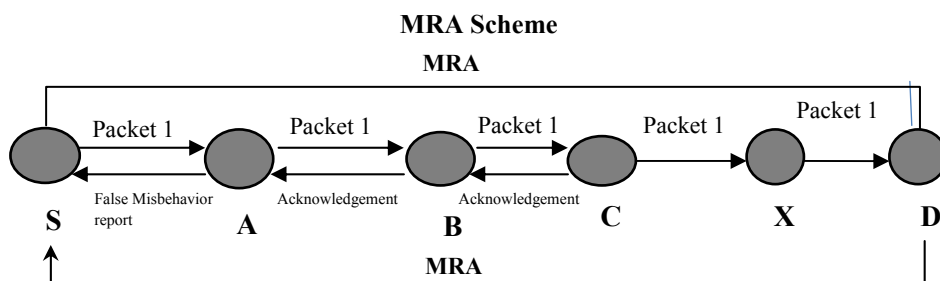 MRA Scheme
MRA
Packet 1
Packet 1
Packet 1
Packet 1
Packet 1
False Misbehavior
report
Acknowledgement
Acknowledgement
S
A
B
C
X
D
MRA